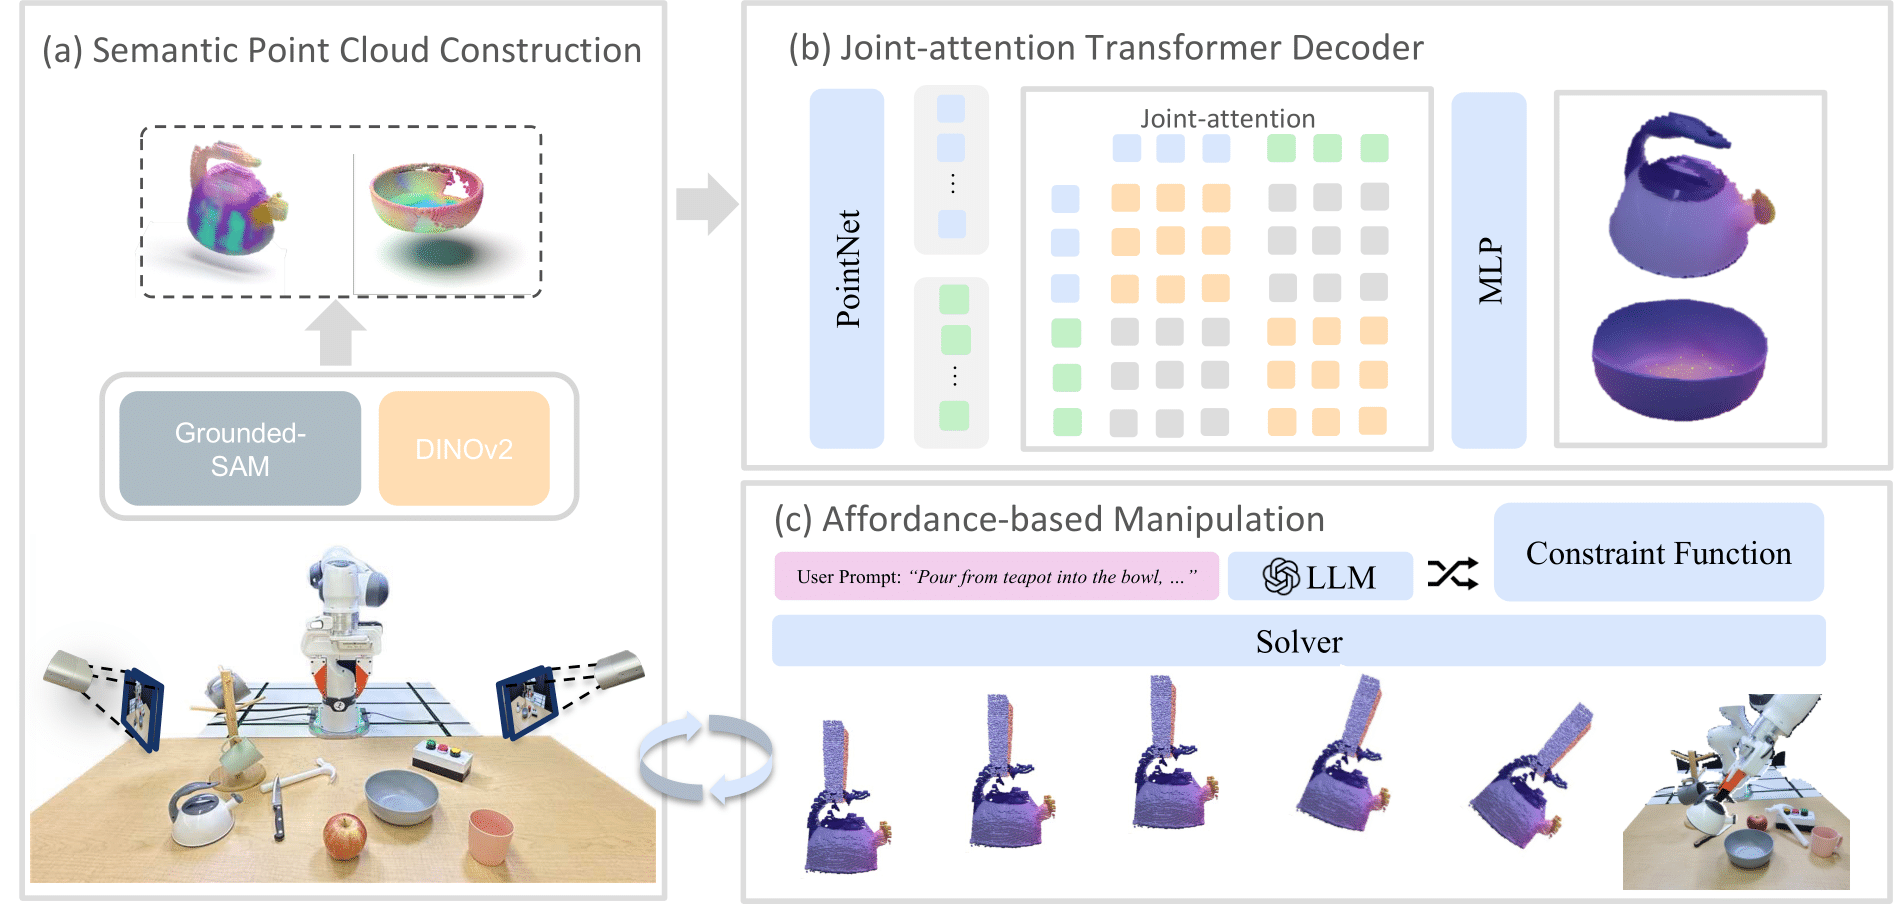 (a) Semantic Point Cloud Construction
Grounded-
SAM
DINOv2
(b) Joint-attention Transformer Decoder
PointNet
Joint-attention
MLP
(c) Affordance-based Manipulation
User Prompt: “Pour from teapot into the bowl, ...”
LLM
Constraint Function
Solver